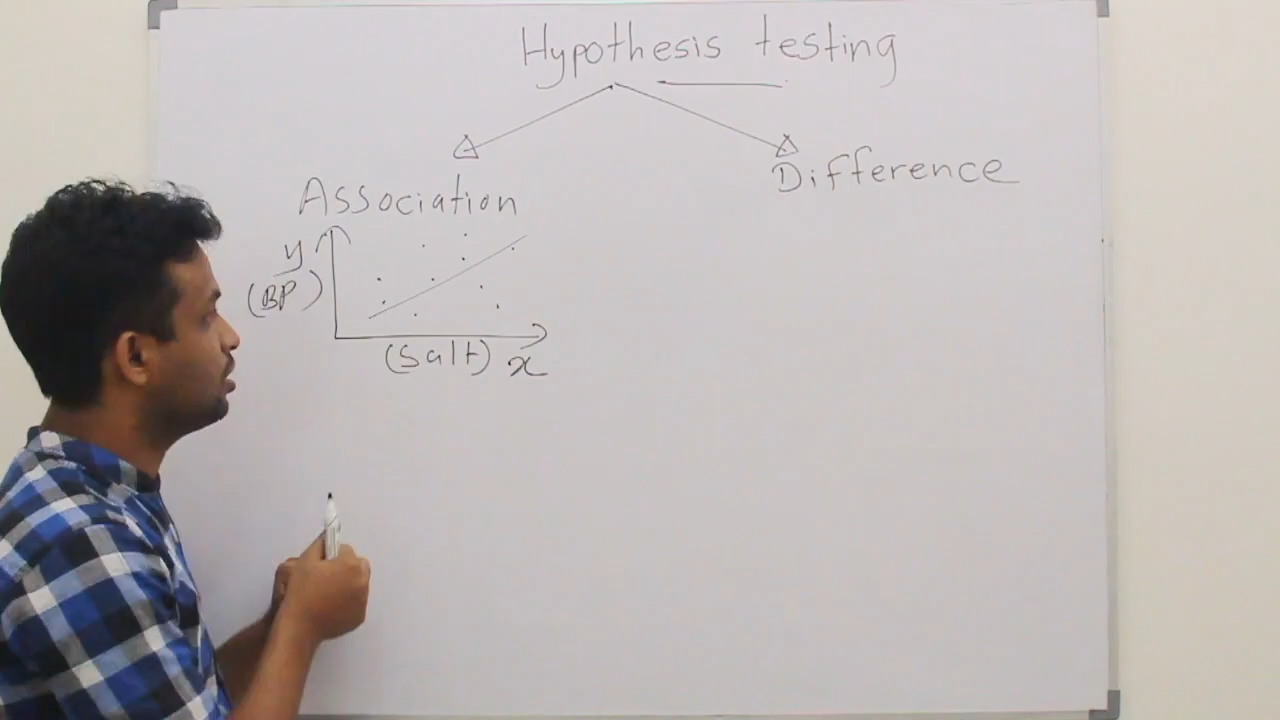 Hypothesis testing
Difference
Association
y
(BP)
(Salt) x